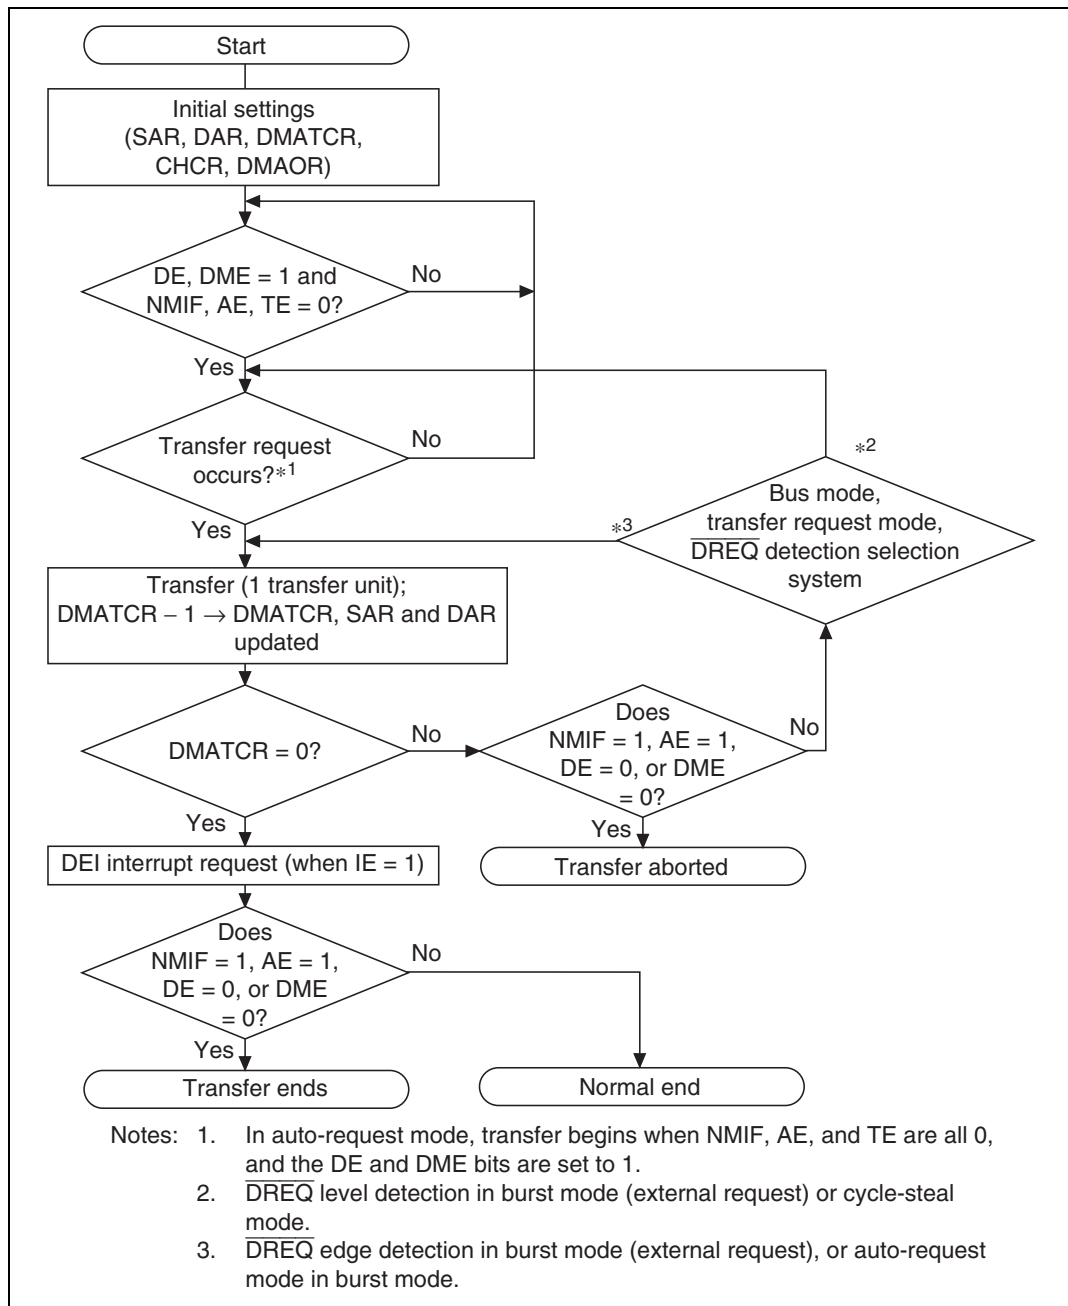 Start
Initial settings
(SAR, DAR, DMATCR,
CHCR, DMAOR)
DE, DME = 1 and
NMIF, AE, TE = 0?
No
Yes
Transfer request
occurs?*1
No
Yes
*2
Bus mode,
transfer request mode,
DREQ detection selection
system
*3
Transfer (1 transfer unit);
DMATCR – 1 → DMATCR, SAR and DAR
updated
DMATCR = 0?
No
Yes
Does
NMIF = 1, AE = 1,
DE = 0, or DME
= 0?
No
Yes
Transfer aborted
DEI interrupt request (when IE = 1)
Does
NMIF = 1, AE = 1,
DE = 0, or DME
= 0?
No
Yes
Transfer ends
Normal end
Notes: 1. In auto-request mode, transfer begins when NMIF, AE, and TE are all 0,
and the DE and DME bits are set to 1.
2. DREQ level detection in burst mode (external request) or cycle-steal
mode.
3. DREQ edge detection in burst mode (external request), or auto-request
mode in burst mode.